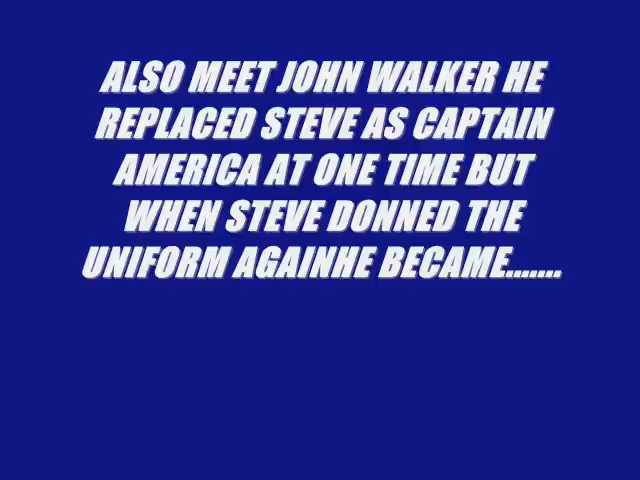 ALSO MEET JOHN WALKER HE
REPLACED STEVE AS CAPTAIN
AMERICA AT ONE TIME BUT
WHEN STEVE DONNED THE
UNIFORM AGAINHE BECAME.......